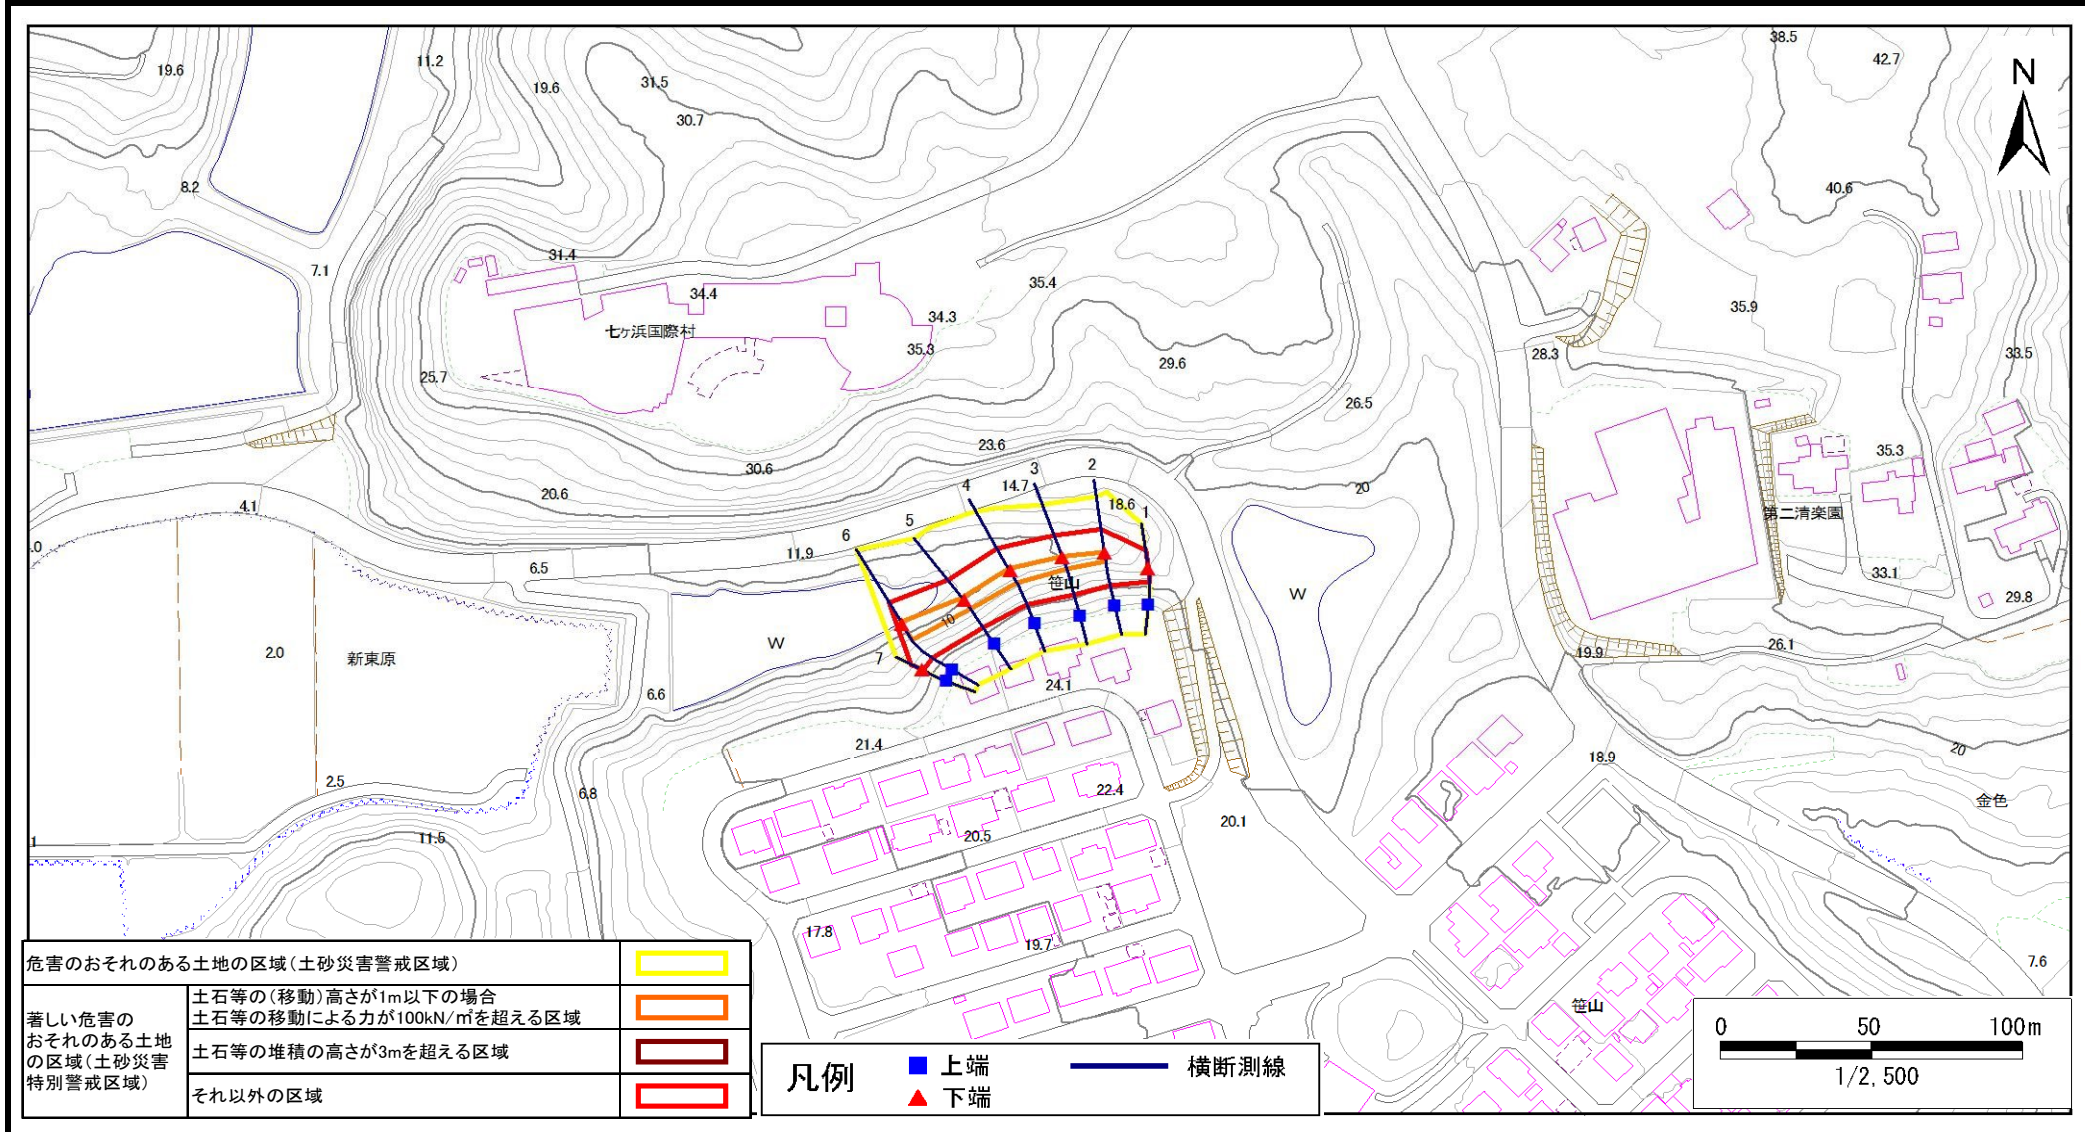 38.5
42.7
11.2
19.6
31.5
19.6
N
30.7
8.2
40.6
31.4
7.1
35.4
34.4
35.9
34.3
七ヶ浜国際村
35.3
28.3
33.5
29.6
25.7
26.5
23.6
35.3
30.6
2
3
20
20.6
4
14.7
18.6
4.1
1
第二清楽園
5
6
.0
11.9
6.5
33.1
笹山
W
29.8
10
W
2.0
新東原
7
19.9
26.1
24.1
6.6
21.4
20
18.9
2.5
6.8
22.4
金色
20.1
11.5
20.5
1
17.8
19.7
7.6
笹山
危害のおそれのある土地の区域(土砂災害警戒区域)
著しい危害の
おそれのある土地
の区域(土砂災害
特別警戒区域)
土石等の(移動)高さが1m以下の場合
土石等の移動による力が100kN/㎡を超える区域
土石等の堆積の高さが3mを超える区域
それ以外の区域
凡例
上端
下端
横断測線
0 50 100m
1/2,500